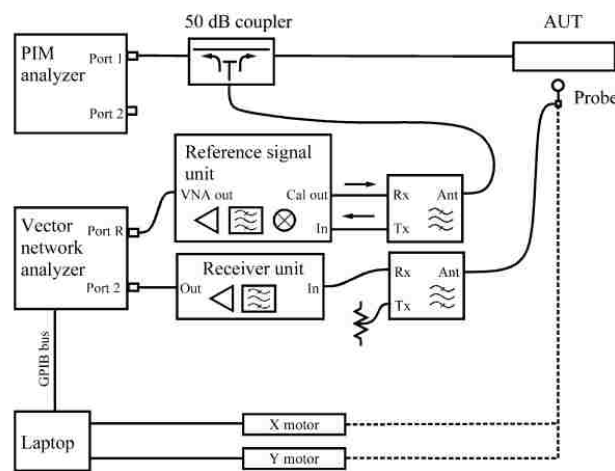 50 dB coupler
AUT
PIM
analyzer
Port 1
Port 2
Probe
Reference signal
unit
VNA out
Cal out
In
Rx
Ant
Tx
Vector
network
analyzer
Port R
Port 2
Receiver unit
Out
In
Rx
Ant
Tx
GPIB bus
Laptop
X motor
Y motor